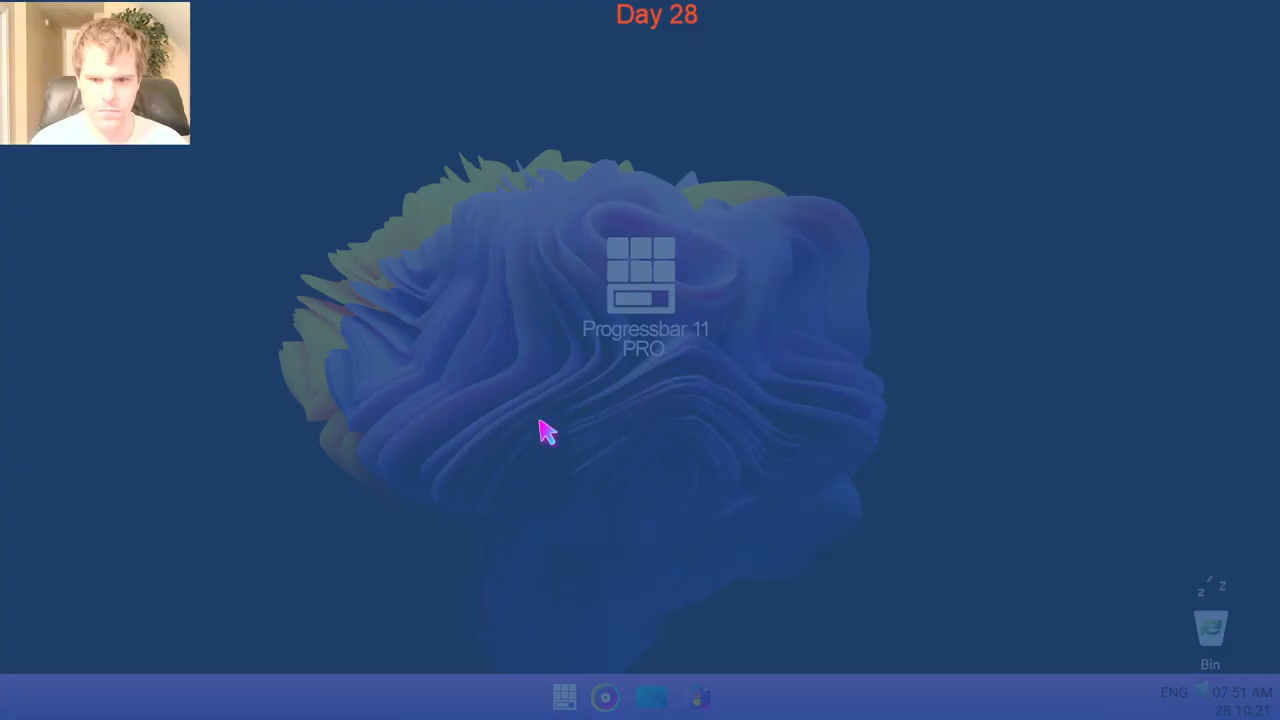 Day 28
Progressbar 11
PRO
z z
Bin
ENG 07:51 AM
28.10.21